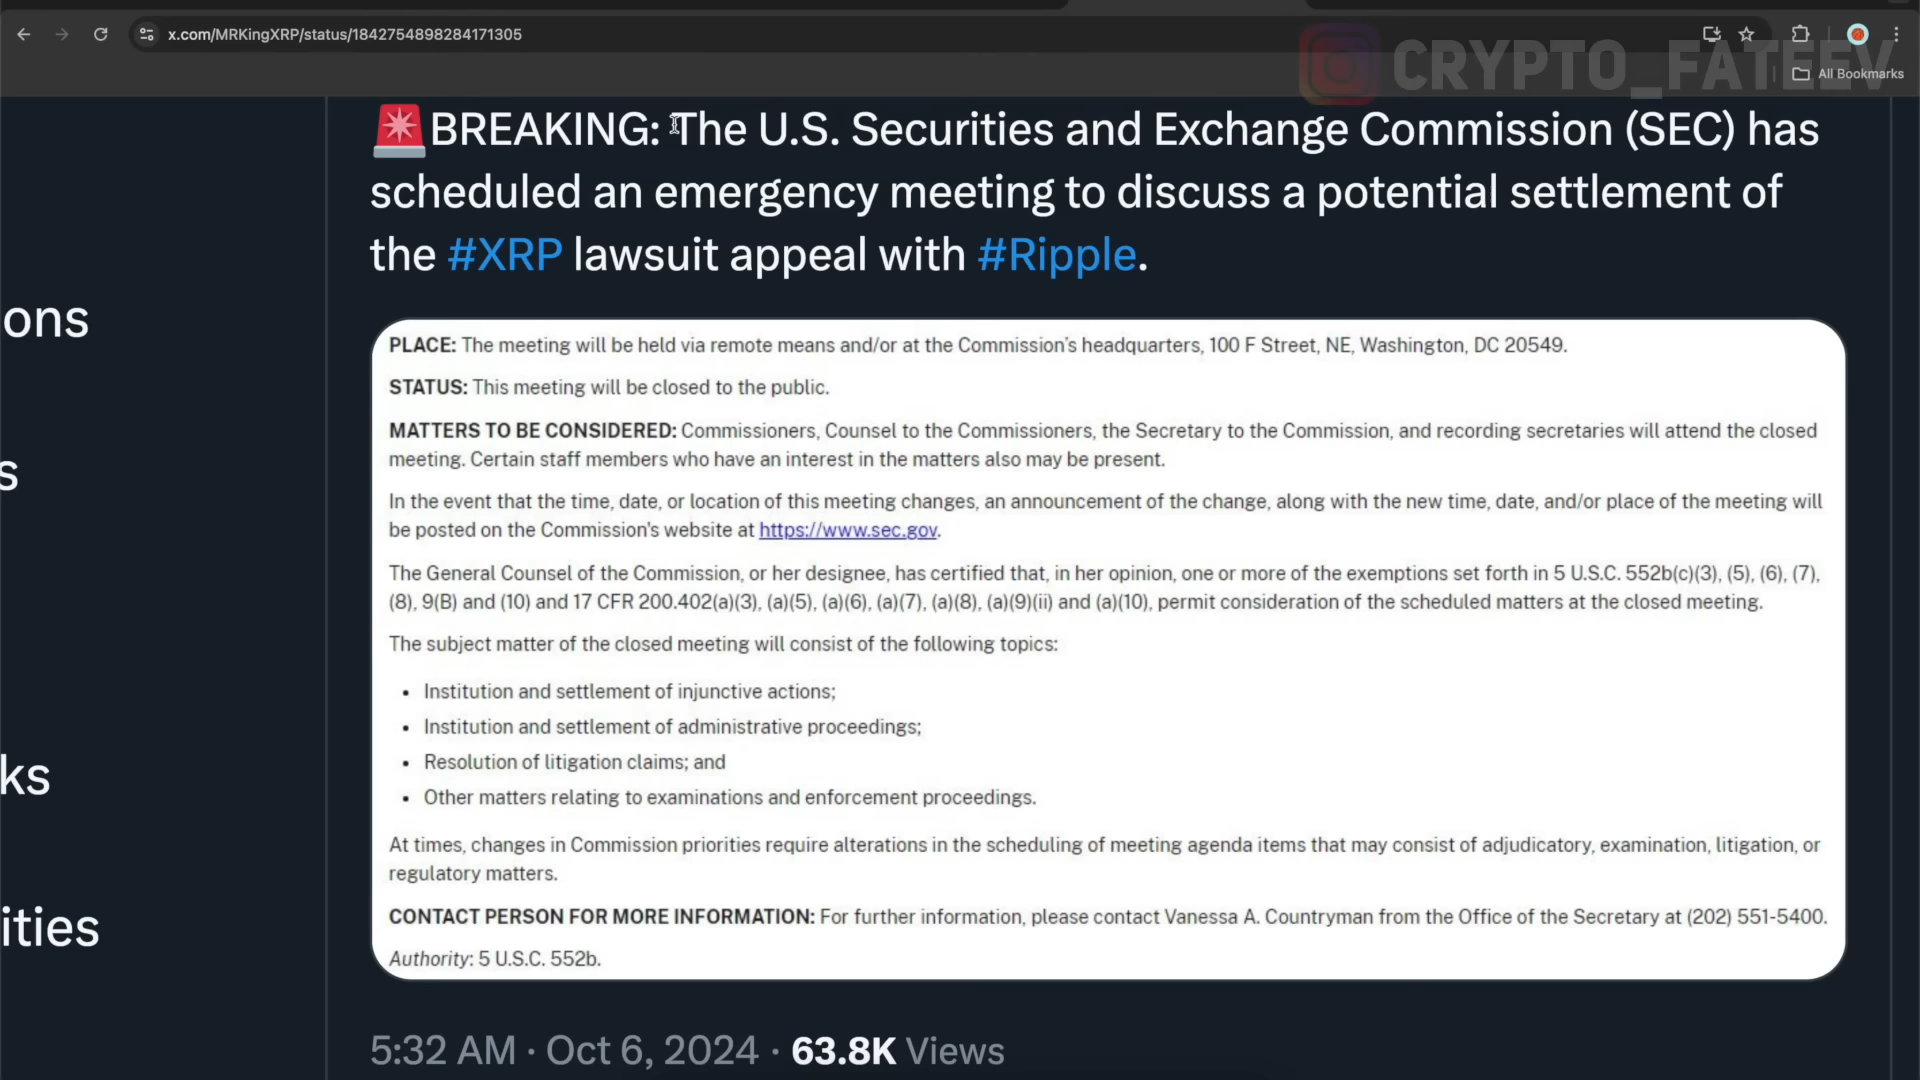 x.com/MRKingXRP/status/1842754898284171305
CRYPTO_FATEEV
All Bookmarks
🚨BREAKING: The U.S. Securities and Exchange Commission (SEC) has
scheduled an emergency meeting to discuss a potential settlement of
the #XRP lawsuit appeal with #Ripple.
ons
s
ks
ities
PLACE: The meeting will be held via remote means and/or at the Commission's headquarters, 100 F Street, NE, Washington, DC 20549.
STATUS: This meeting will be closed to the public.
MATTERS TO BE CONSIDERED: Commissioners, Counsel to the Commissioners, the Secretary to the Commission, and recording secretaries will attend the closed
meeting. Certain staff members who have an interest in the matters also may be present.
In the event that the time, date, or location of this meeting changes, an announcement of the change, along with the new time, date, and/or place of the meeting will
be posted on the Commission's website at https://www.sec.gov.
The General Counsel of the Commission, or her designee, has certified that, in her opinion, one or more of the exemptions set forth in 5 U.S.C. 552b(c)(3), (5), (6), (7),
(8), 9(B) and (10) and 17 CFR 200.402(a)(3), (a)(5), (a)(6), (a)(7), (a)(8), (a)(9)(ii) and (a)(10), permit consideration of the scheduled matters at the closed meeting.
The subject matter of the closed meeting will consist of the following topics:
• Institution and settlement of injunctive actions;
• Institution and settlement of administrative proceedings;
• Resolution of litigation claims; and
• Other matters relating to examinations and enforcement proceedings.
At times, changes in Commission priorities require alterations in the scheduling of meeting agenda items that may consist of adjudicatory, examination, litigation, or
regulatory matters.
CONTACT PERSON FOR MORE INFORMATION: For further information, please contact Vanessa A. Countryman from the Office of the Secretary at (202) 551-5400.
Authority: 5 U.S.C. 552b.
5:32 AM · Oct 6, 2024 · 63.8K Views